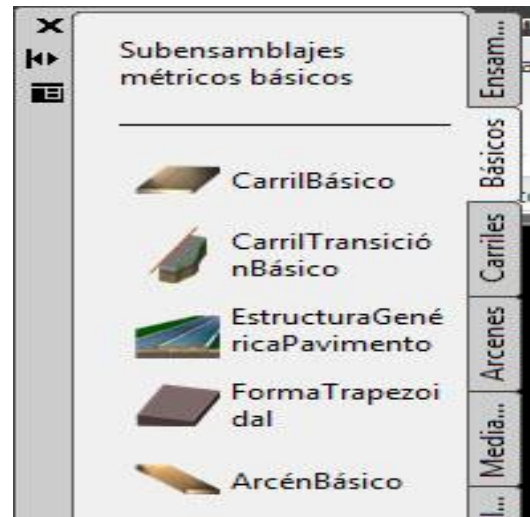 Subensamblajes
métricos básicos
CarrilBásico
CarrilTransició
nBásico
EstructuraGené
ricaPavimento
FormaTrapezoi
dal
ArcénBásico
Ensam...
Básicos
Carriles
Arcenes
Media...